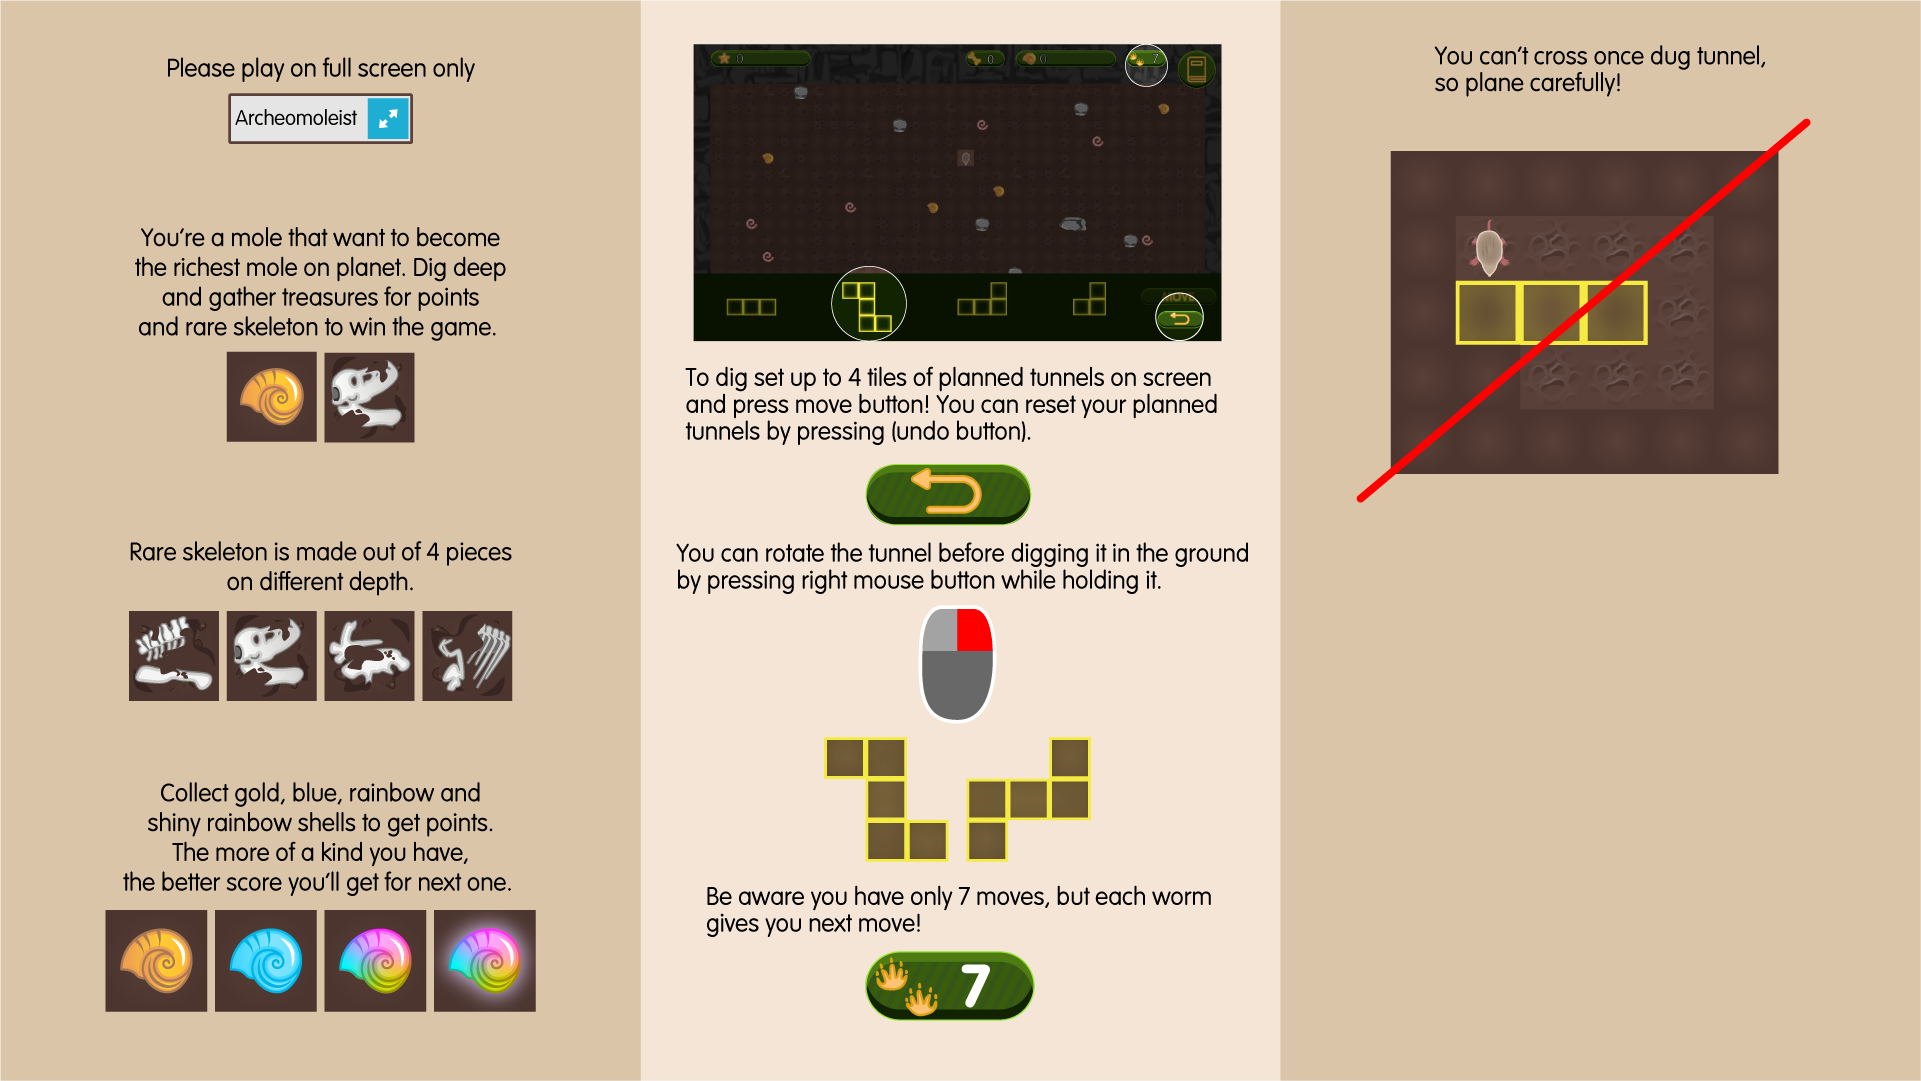 Please play on full screen only
Archeomoleist
You're a mole that want to become
the richest mole on planet. Dig deep
and gather treasures for points
and rare skeleton to win the game.
Rare skeleton is made out of 4 pieces
on different depth.
Collect gold, blue, rainbow and
shiny rainbow shells to get points.
The more of a kind you have,
the better score you'll get for next one.
0
0
0
7
MOVE
To dig set up to 4 tiles of planned tunnels on screen
and press move button! You can reset your planned
tunnels by pressing (undo button).
You can rotate the tunnel before digging it in the ground
by pressing right mouse button while holding it.
Be aware you have only 7 moves, but each worm
gives you next move!
7
You can't cross once dug tunnel,
so plane carefully!